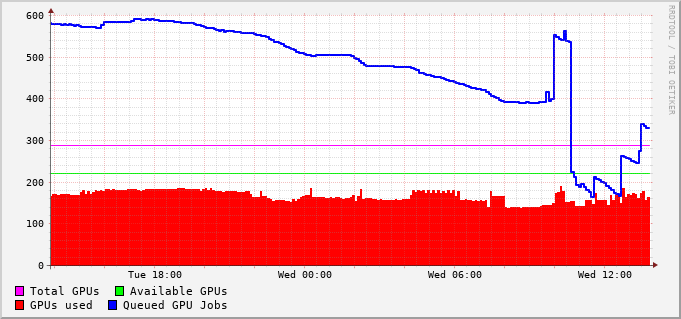 600
500
400
300
200
100
0
Tue 18:00 Wed 00:00 Wed 06:00 Wed 12:00
Total GPUs Available GPUs
GPUs used Queued GPU Jobs
RRDTOOL / TOBI OETIKER